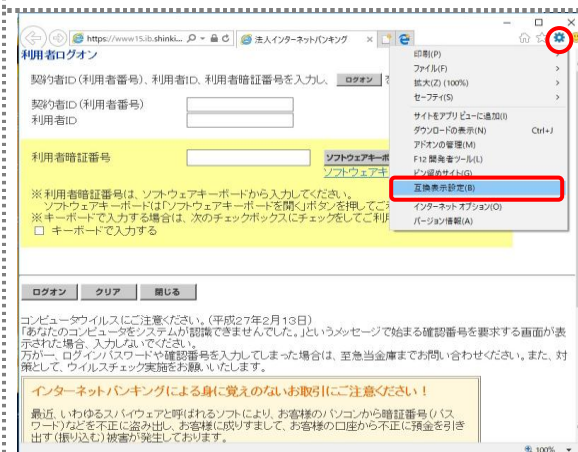 https://www15.ib.shinki...
法人インターネットバンキング
利用者ログオン
契約者ID(利用者番号)、利用者ID、利用者暗証番号を入力し、 ログオン
契約者ID(利用者番号)
利用者ID
利用者暗証番号
ソフトウェアキーボ
ソフトウェアキー
※利用者暗証番号は、ソフトウェアキーボードから入力してください。
ソフトウェアキーボードは「ソフトウェアキーボードを開く」ボタンを押してご
※キーボードで入力する場合は、次のチェックボックスにチェックをしてご利用
キーボードで入力する
印刷(P)
ファイル(F)
拡大(Z) (100%)
セーフティ(S)
サイトをアプリ ビューに追加(I)
ダウンロードの表示(N) Ctrl+J
アドオンの管理(M)
F12 開発者ツール(L)
ピン留めサイト(G)
互換表示設定(B)
インターネット オプション(O)
バージョン情報(A)
ログオン クリア 閉じる
コンピュータウイルスにご注意ください。(平成27年2月13日)
「あなたのコンピュータをシステムが認識できませんでした。」というメッセージで始まる確認番号を要求する画面が表
示された場合、入力しないでください。
万が一、ログインパスワードや確認番号を入力してしまった場合は、至急当金庫までお問い合わせください。また、対
策として、ウイルスチェック実施をお願いいたします。
インターネットバンキングによる身に覚えのないお取引にご注意ください!
最近、いわゆるスパイウェアと呼ばれるソフトにより、お客様のパソコンから暗証番号(パス
ワード)などを不正に盗み出し、お客様に成りすまして、お客様の口座から不正に預金を引き
出す(振り込む)被害が発生しております。
100%